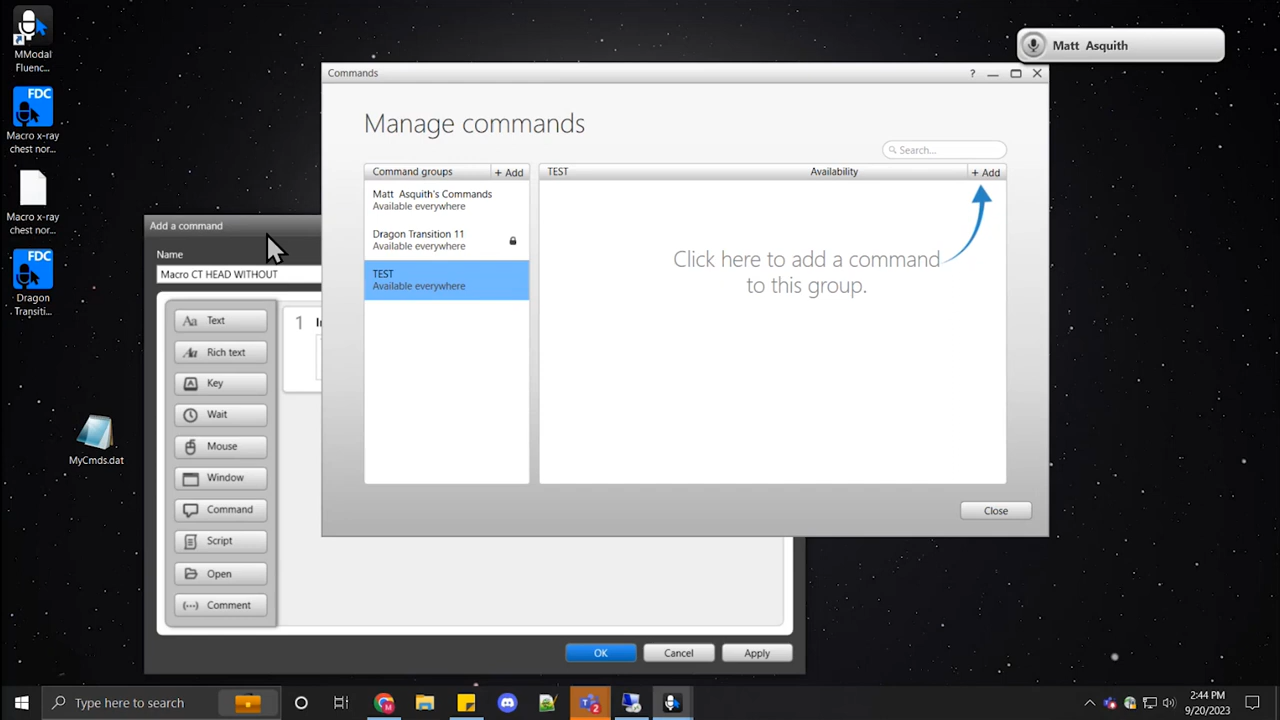 MModal
Fluenc...
FDC
Macro x-ray
chest nor...
Macro x-ray
chest nor...
FDC
Dragon
Transiti...
MyCmds.dat
Matt Asquith
Commands
?
Manage commands
Search...
Command groups
+ Add
TEST
Availability
+ Add
Matt Asquith's Commands
Available everywhere
Dragon Transition 11
Available everywhere
TEST
Available everywhere
Click here to add a command
to this group.
Close
Add a command
Name
Macro CT HEAD WITHOUT
Aa Text
Aa Rich text
A Key
Wait
Mouse
Window
Command
Script
Open
(...) Comment
1
OK
Cancel
Apply
Type here to search
2:44 PM
9/20/2023